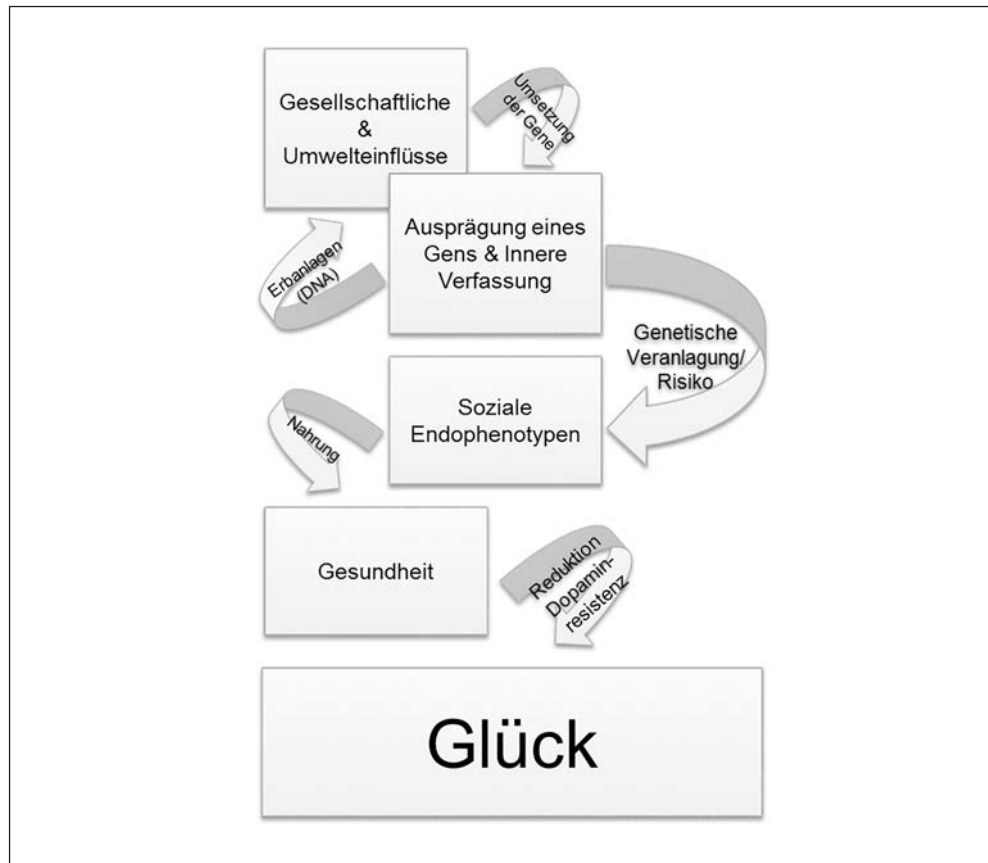 Gesellschaftliche
&
Umwelteinflüsse
Umsetzung
der Gene
Ausprägung eines
Gens & Innere
Verfassung
Erbanlagen
(DNA)
Genetische
Veranlagung/
Risiko
Soziale
Endophenotypen
Nahrung
Gesundheit
Reduktion
Dopamin-
resistenz
Glück